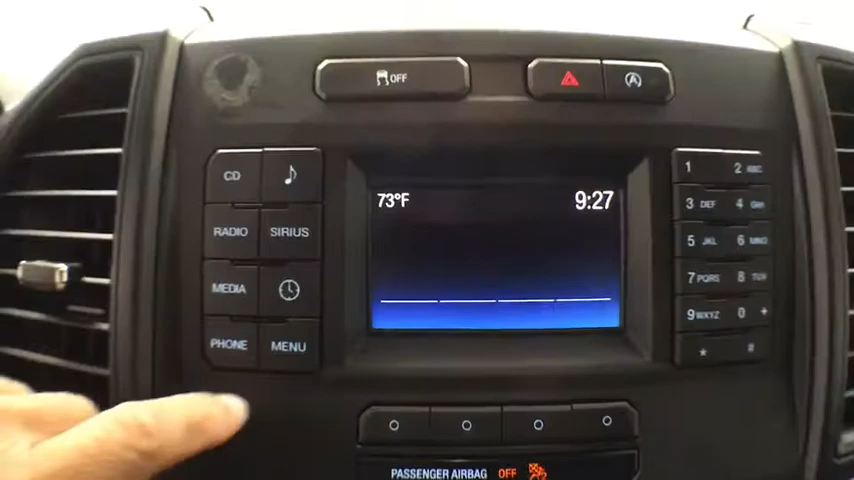 OFF
CD
RADIO SIRIUS
MEDIA
PHONE MENU
73°F 9:27
1 2 ABC
3 DEF 4 GHI
5 JKL 6 MNO
7 PQRS 8 TUV
9 WXYZ 0 +
* #
PASSENGER AIRBAG OFF